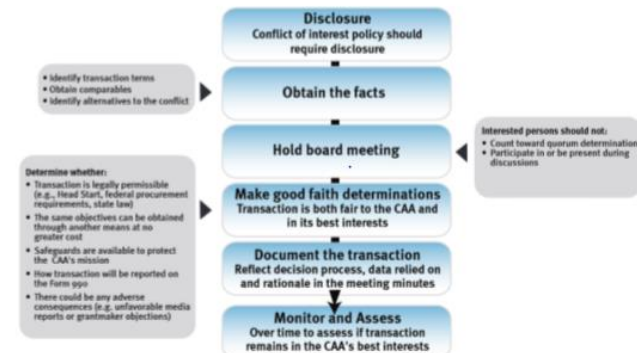 Disclosure
Conflict of interest policy should
require disclosure
• Identify transaction terms
• Obtain comparables
• Identify alternatives to the conflict
Obtain the facts
Hold board meeting
Interested persons should not:
• Count toward quorum determination
• Participate in or be present during
discussions
Determine whether:
• Transaction is legally permissible
(e.g., Head Start, federal procurement
requirements, state law)
• The same objectives can be obtained
through another means at no
greater cost
• Safeguards are available to protect
the CAA's mission
• How transaction will be reported on
the Form 990
• There could be any adverse
consequences (e.g. unfavorable media
reports or grantmaker objections)
Make good faith determinations
Transaction is both fair to the CAA and
in its best interests
Document the transaction
Reflect decision process, data relied on
and rationale in the meeting minutes
Monitor and Assess
Over time to assess if transaction
remains in the CAA's best interests